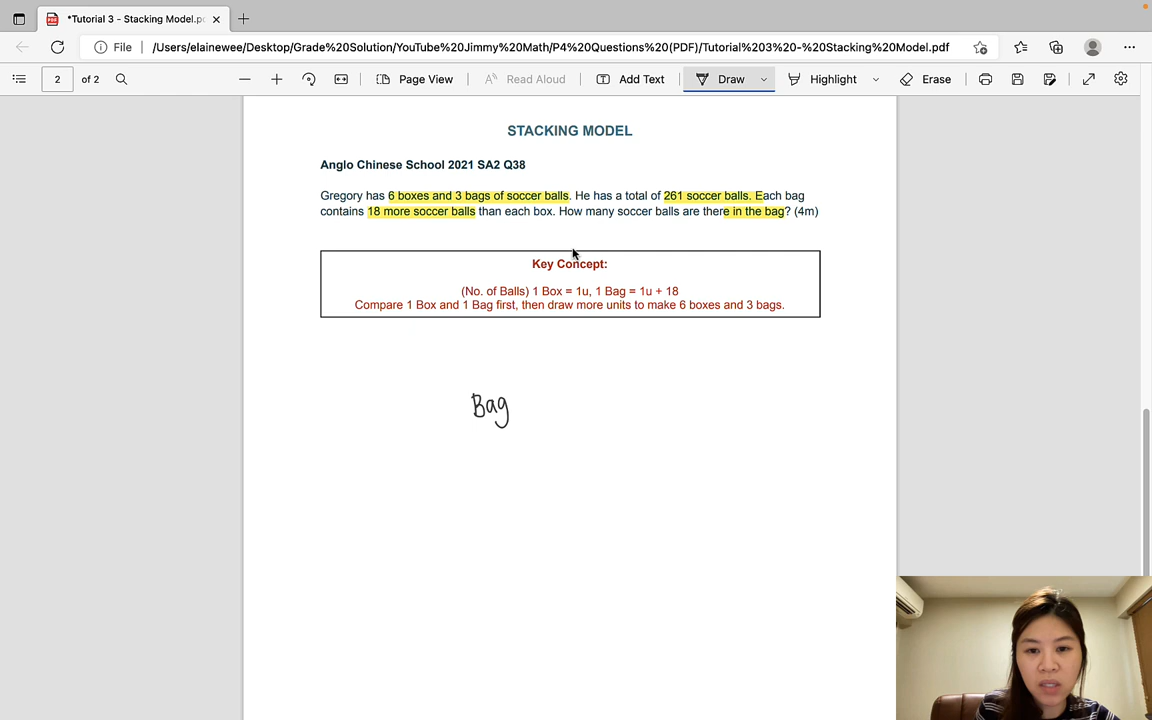 *Tutorial 3 - Stacking Model.pd
File
/Users/elainewee/Desktop/Grade%20Solution/YouTube%20Jimmy%20Math/P4%20Questions%20(PDF)/Tutorial%203%20-%20Stacking%20Model.pdf
2 of 2
Page View
Read Aloud
Add Text
Draw
Highlight
Erase
STACKING MODEL
Anglo Chinese School 2021 SA2 Q38
Gregory has 6 boxes and 3 bags of soccer balls. He has a total of 261 soccer balls. Each bag
contains 18 more soccer balls than each box. How many soccer balls are there in the bag? (4m)
Key Concept:
(No. of Balls) 1 Box = 1u, 1 Bag = 1u + 18
Compare 1 Box and 1 Bag first, then draw more units to make 6 boxes and 3 bags.
Bag